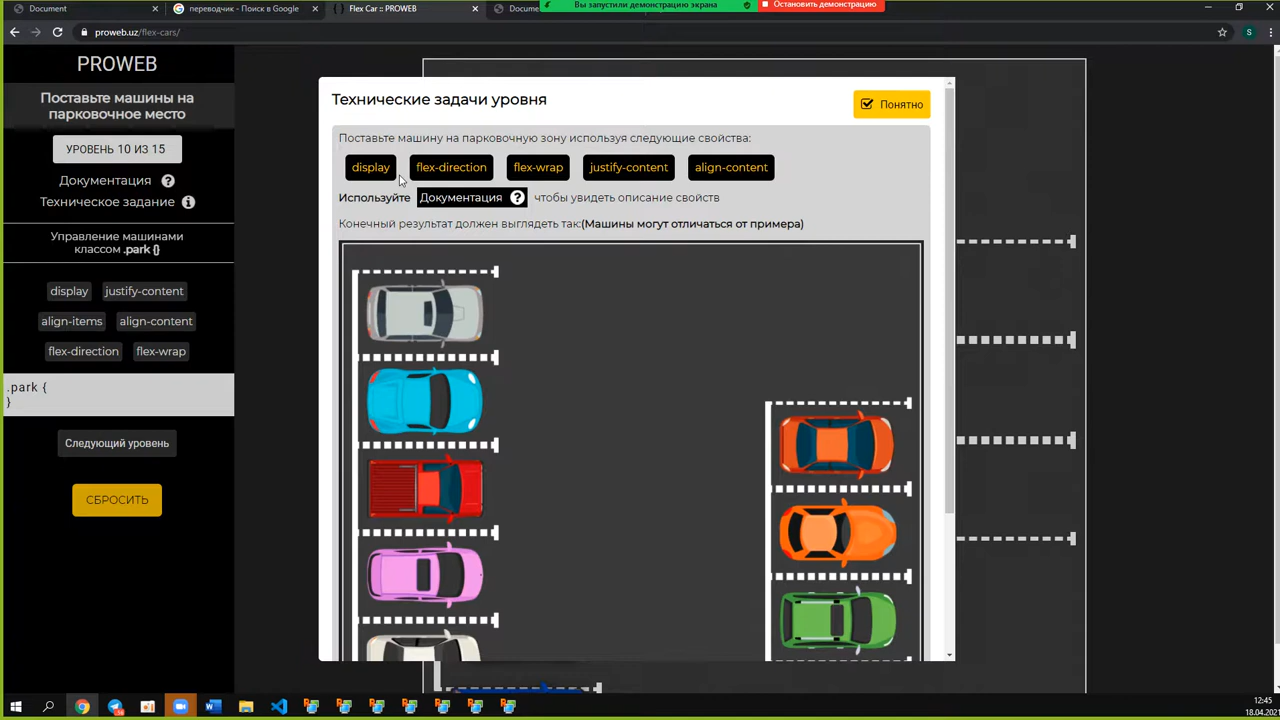 Document
переводчик - Поиск в Google
Flex Car :: PROWEB
Docume
Вы запустили демонстрацию экрана
Остановить демонстрацию
proweb.uz/flex-cars/
S
PROWEB
Поставьте машины на
парковочное место
УРОВЕНЬ 10 ИЗ 15
Документация ?
Техническое задание
Управление машинами
классом .park {}
display
justify-content
align-items
align-content
flex-direction
flex-wrap
.park {
}
Следующий уровень
СБРОСИТЬ
Технические задачи уровня
Понятно
Поставьте машину на парковочную зону используя следующие свойства:
display
flex-direction
flex-wrap
justify-content
align-content
Используйте Документация ? чтобы увидеть описание свойств
Конечный результат должен выглядеть так:(Машины могут отличаться от примера)
12:45
18.04.2021